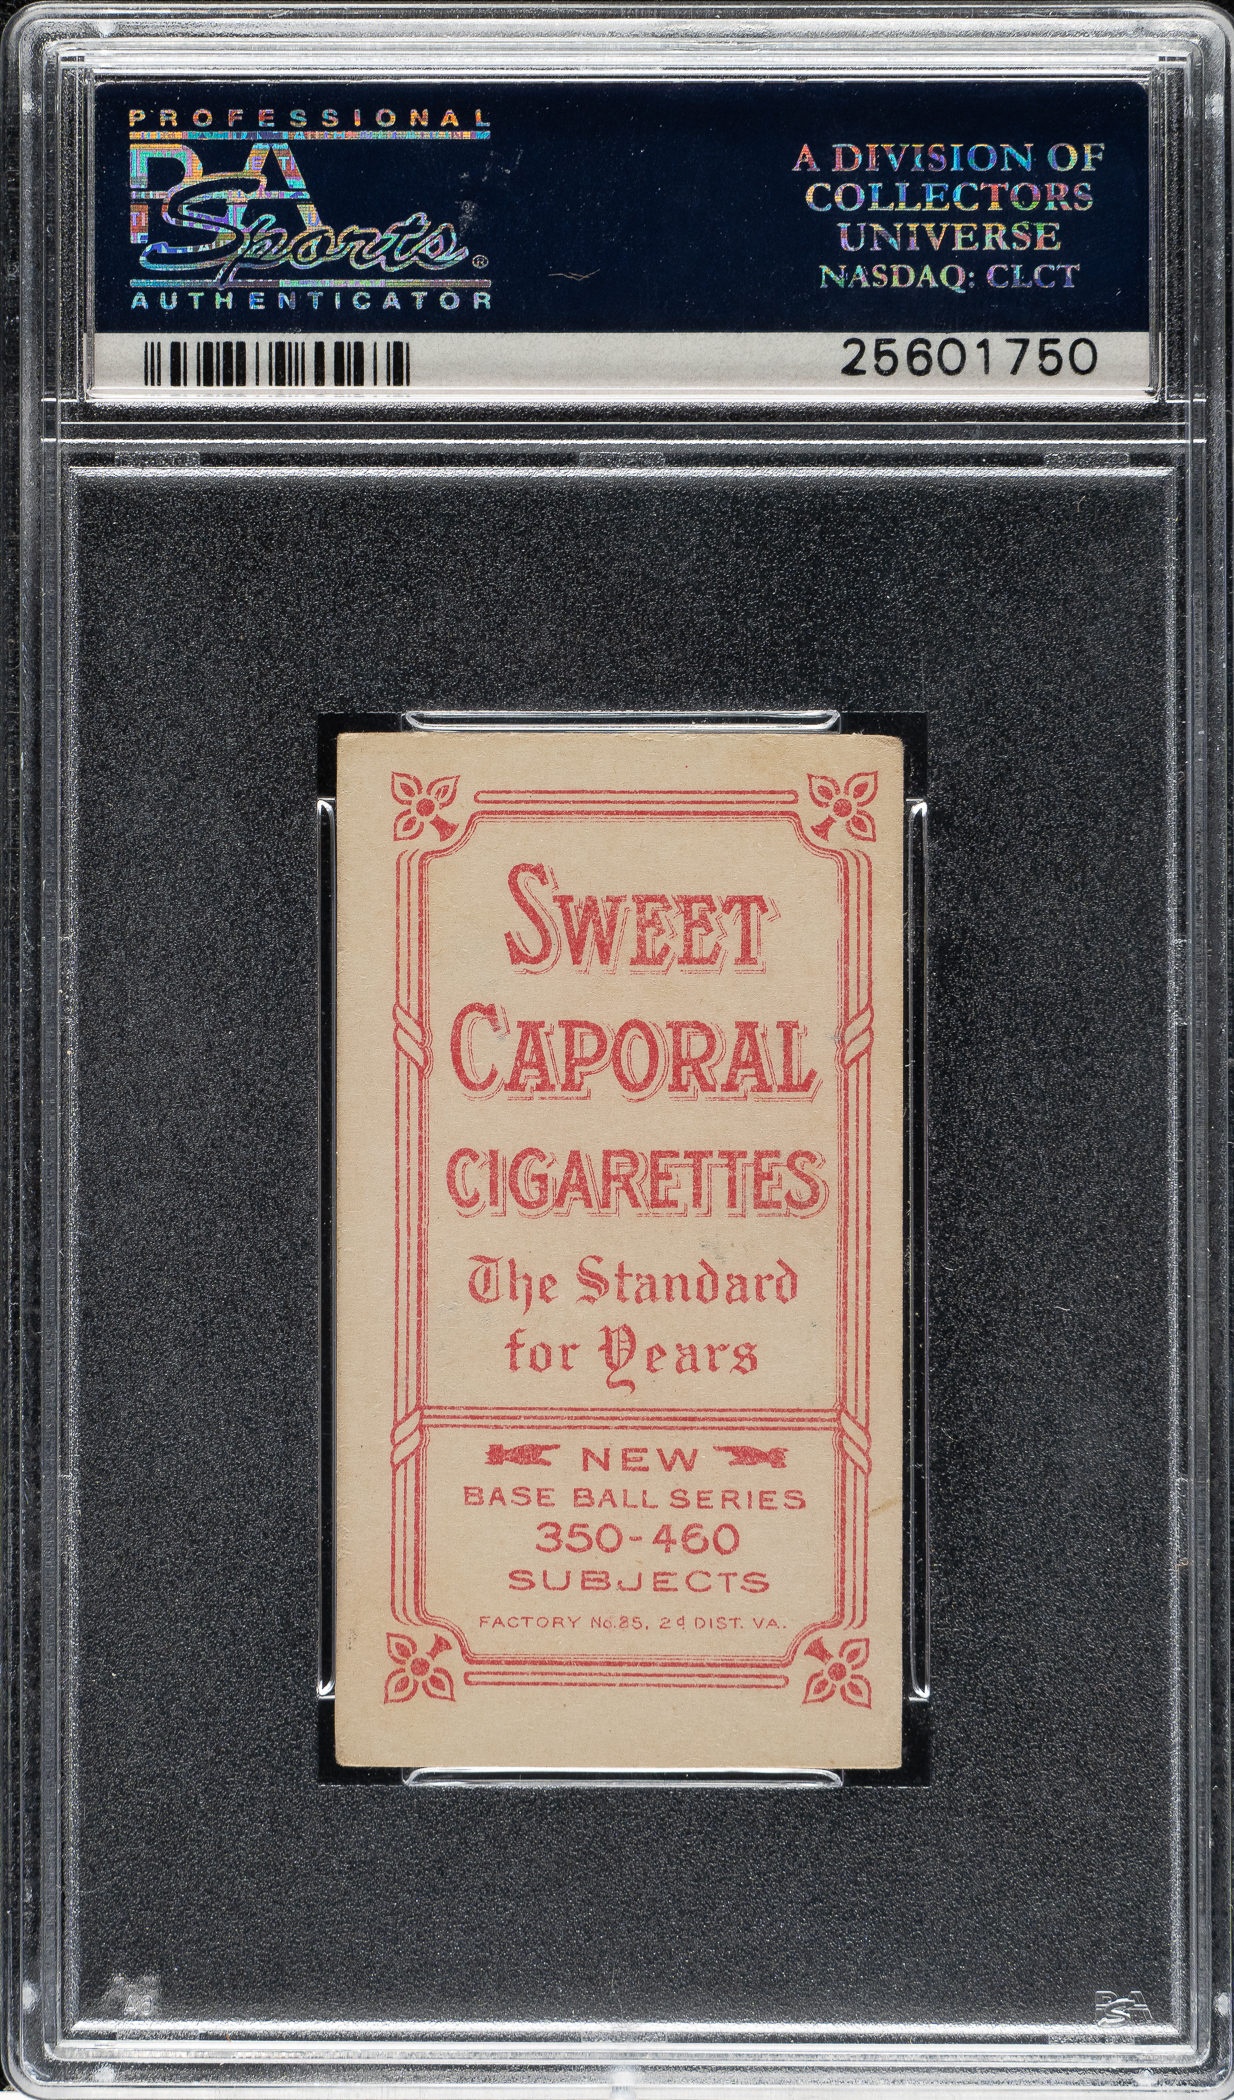 PROFESSIONAL
PSA
Sports®
AUTHENTICATOR
A DIVISION OF
COLLECTORS
UNIVERSE
NASDAQ: CLCT
25601750
SWEET
CAPORAL
CIGARETTES
The Standard
for Years
NEW
BASE BALL SERIES
350-460
SUBJECTS
FACTORY No. 25, 2d DIST. VA.
PSA